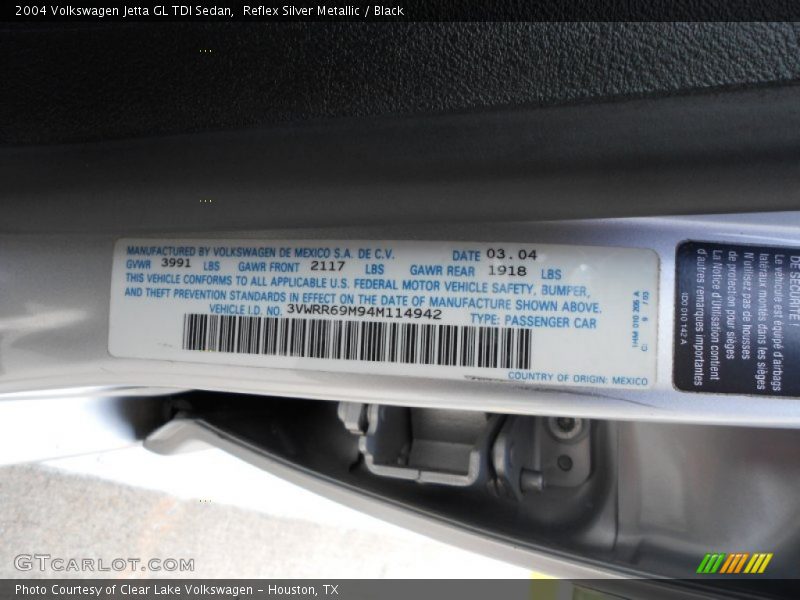 2004 Volkswagen Jetta GL TDI Sedan,  Reflex Silver Metallic / Black
MANUFACTURED BY VOLKSWAGEN DE MEXICO S.A. DE C.V. DATE 03.04
GVWR 3991 LBS GAWR FRONT 2117 LBS GAWR REAR 1918 LBS
THIS VEHICLE CONFORMS TO ALL APPLICABLE U.S. FEDERAL MOTOR VEHICLE SAFETY, BUMPER,
AND THEFT PREVENTION STANDARDS IN EFFECT ON THE DATE OF MANUFACTURE SHOWN ABOVE.
VEHICLE I.D. NO. 3VWRR69M94M114942 TYPE: PASSENGER CAR
COUNTRY OF ORIGIN: MEXICO
DE SÉCURITÉ!
Le véhicule est équipé d'airbags
latéraux montés dans les sièges
N'utilisez pas de housses
de protection pour sièges
La Notice d'utilisation contient
d'autres remarques importantes
1J0 010 142 A
GTcarlot.com
Photo Courtesy of Clear Lake Volkswagen - Houston, TX